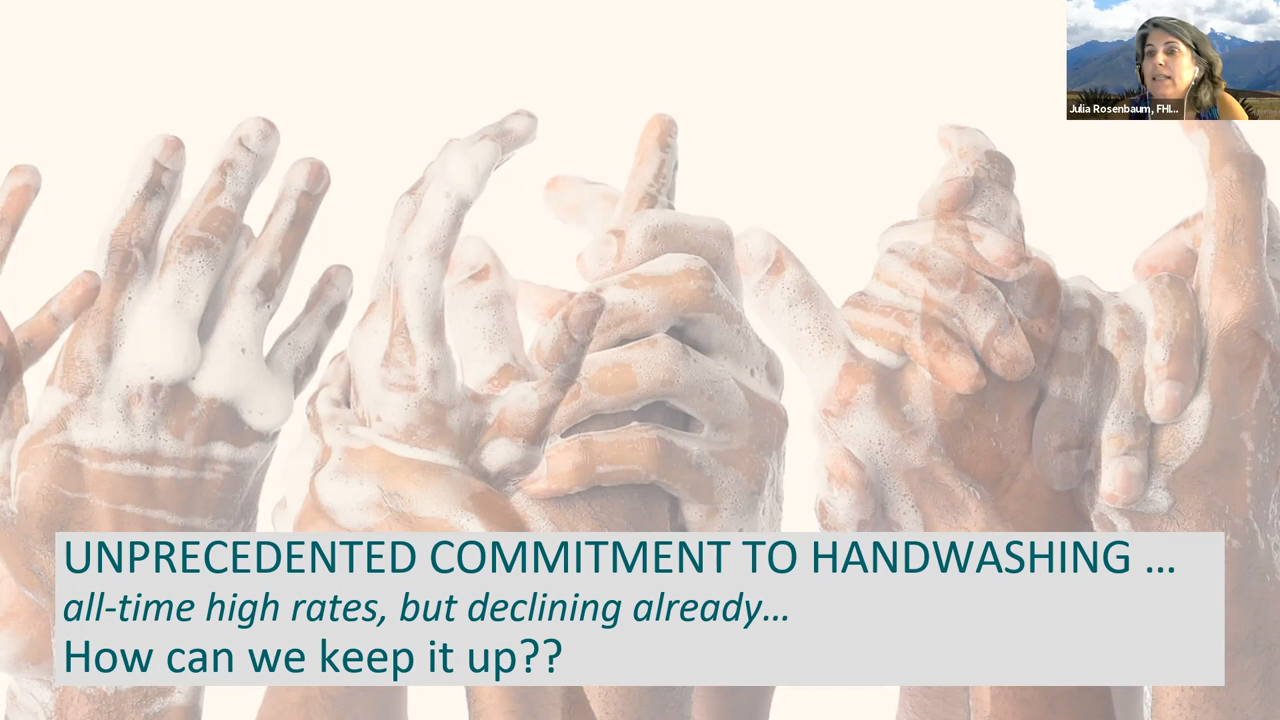 Julia Rosenbaum, FHI...
UNPRECEDENTED COMMITMENT TO HANDWASHING ...
all-time high rates, but declining already...
How can we keep it up??